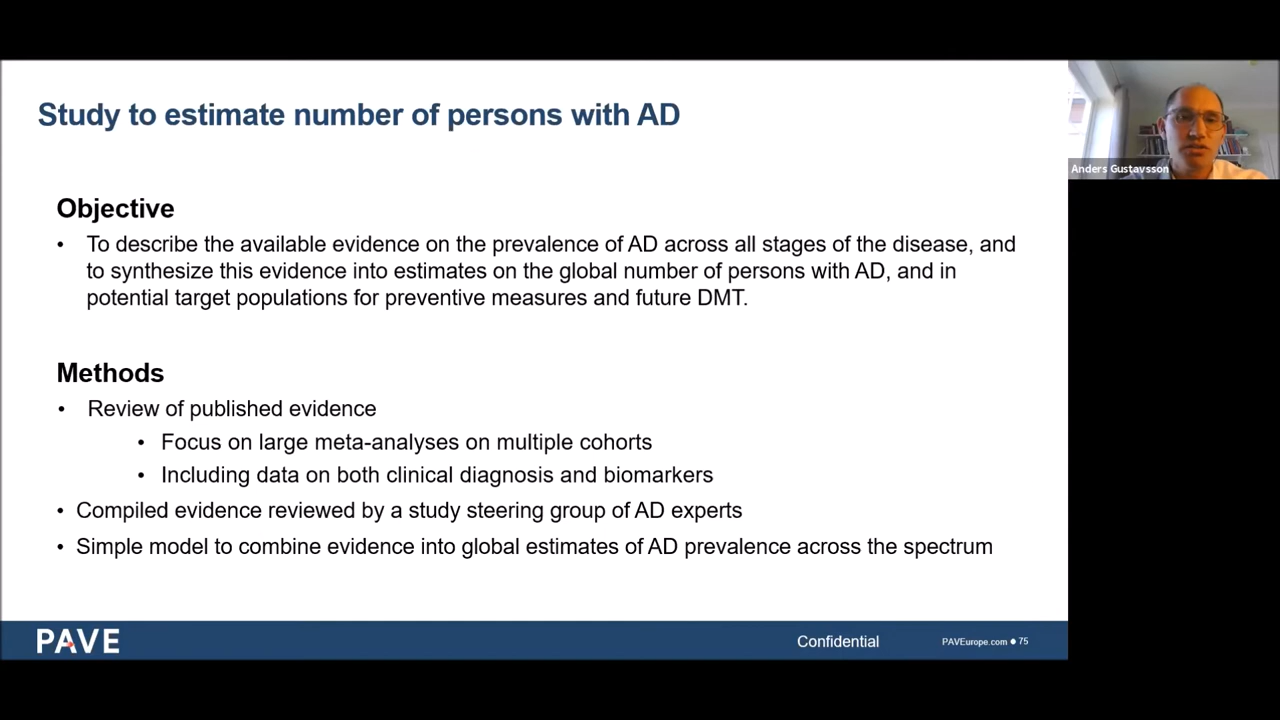 Study to estimate number of persons with AD
Anders Gustavsson
Objective
• To describe the available evidence on the prevalence of AD across all stages of the disease, and
to synthesize this evidence into estimates on the global number of persons with AD, and in
potential target populations for preventive measures and future DMT.
Methods
• Review of published evidence
• Focus on large meta-analyses on multiple cohorts
• Including data on both clinical diagnosis and biomarkers
• Compiled evidence reviewed by a study steering group of AD experts
• Simple model to combine evidence into global estimates of AD prevalence across the spectrum
PAVE
Confidential
PAVEurope.com ● 75